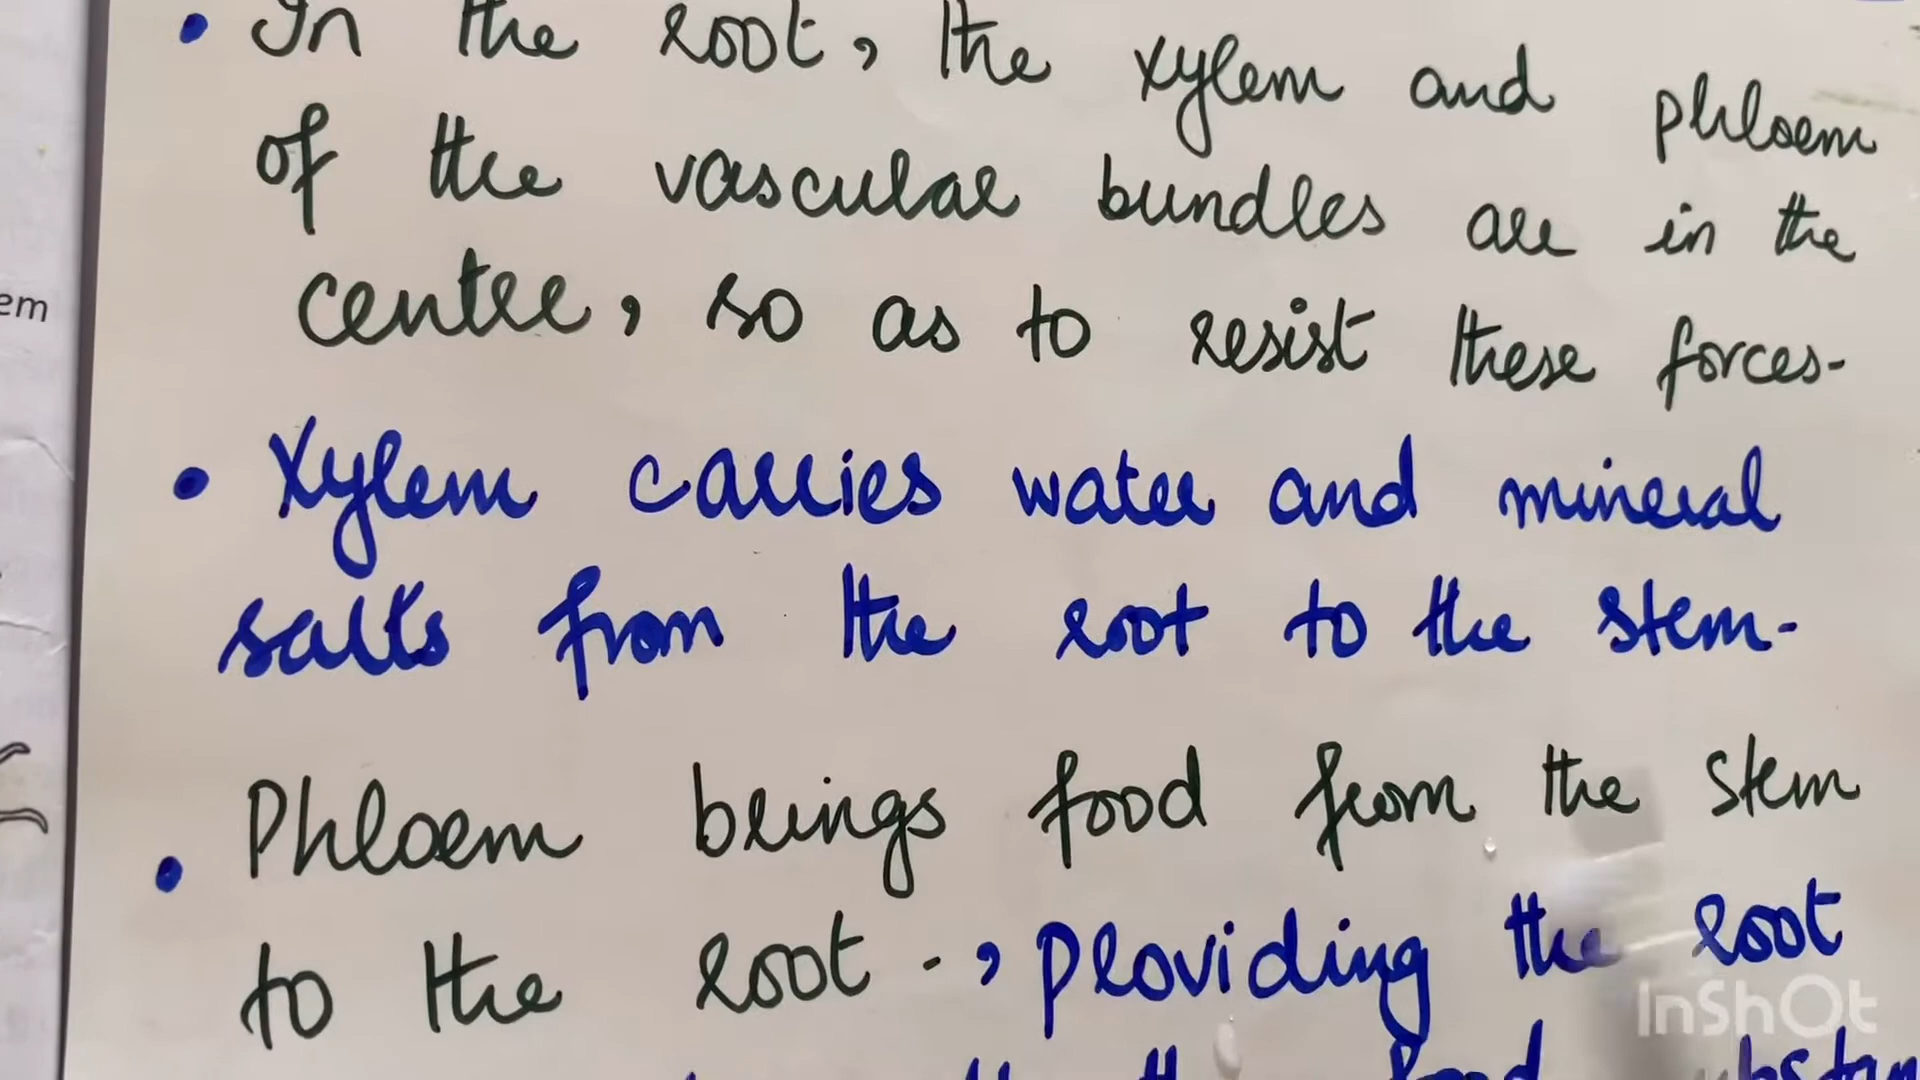 • In the root, the xylem and phloem
of the vascular bundles are in the
centre, so as to resist these forces.
em
• Xylem carries water and mineral
salts from the root to the stem.
• Phloem brings food from the stem
to the root ., providing the root
InShOt
food